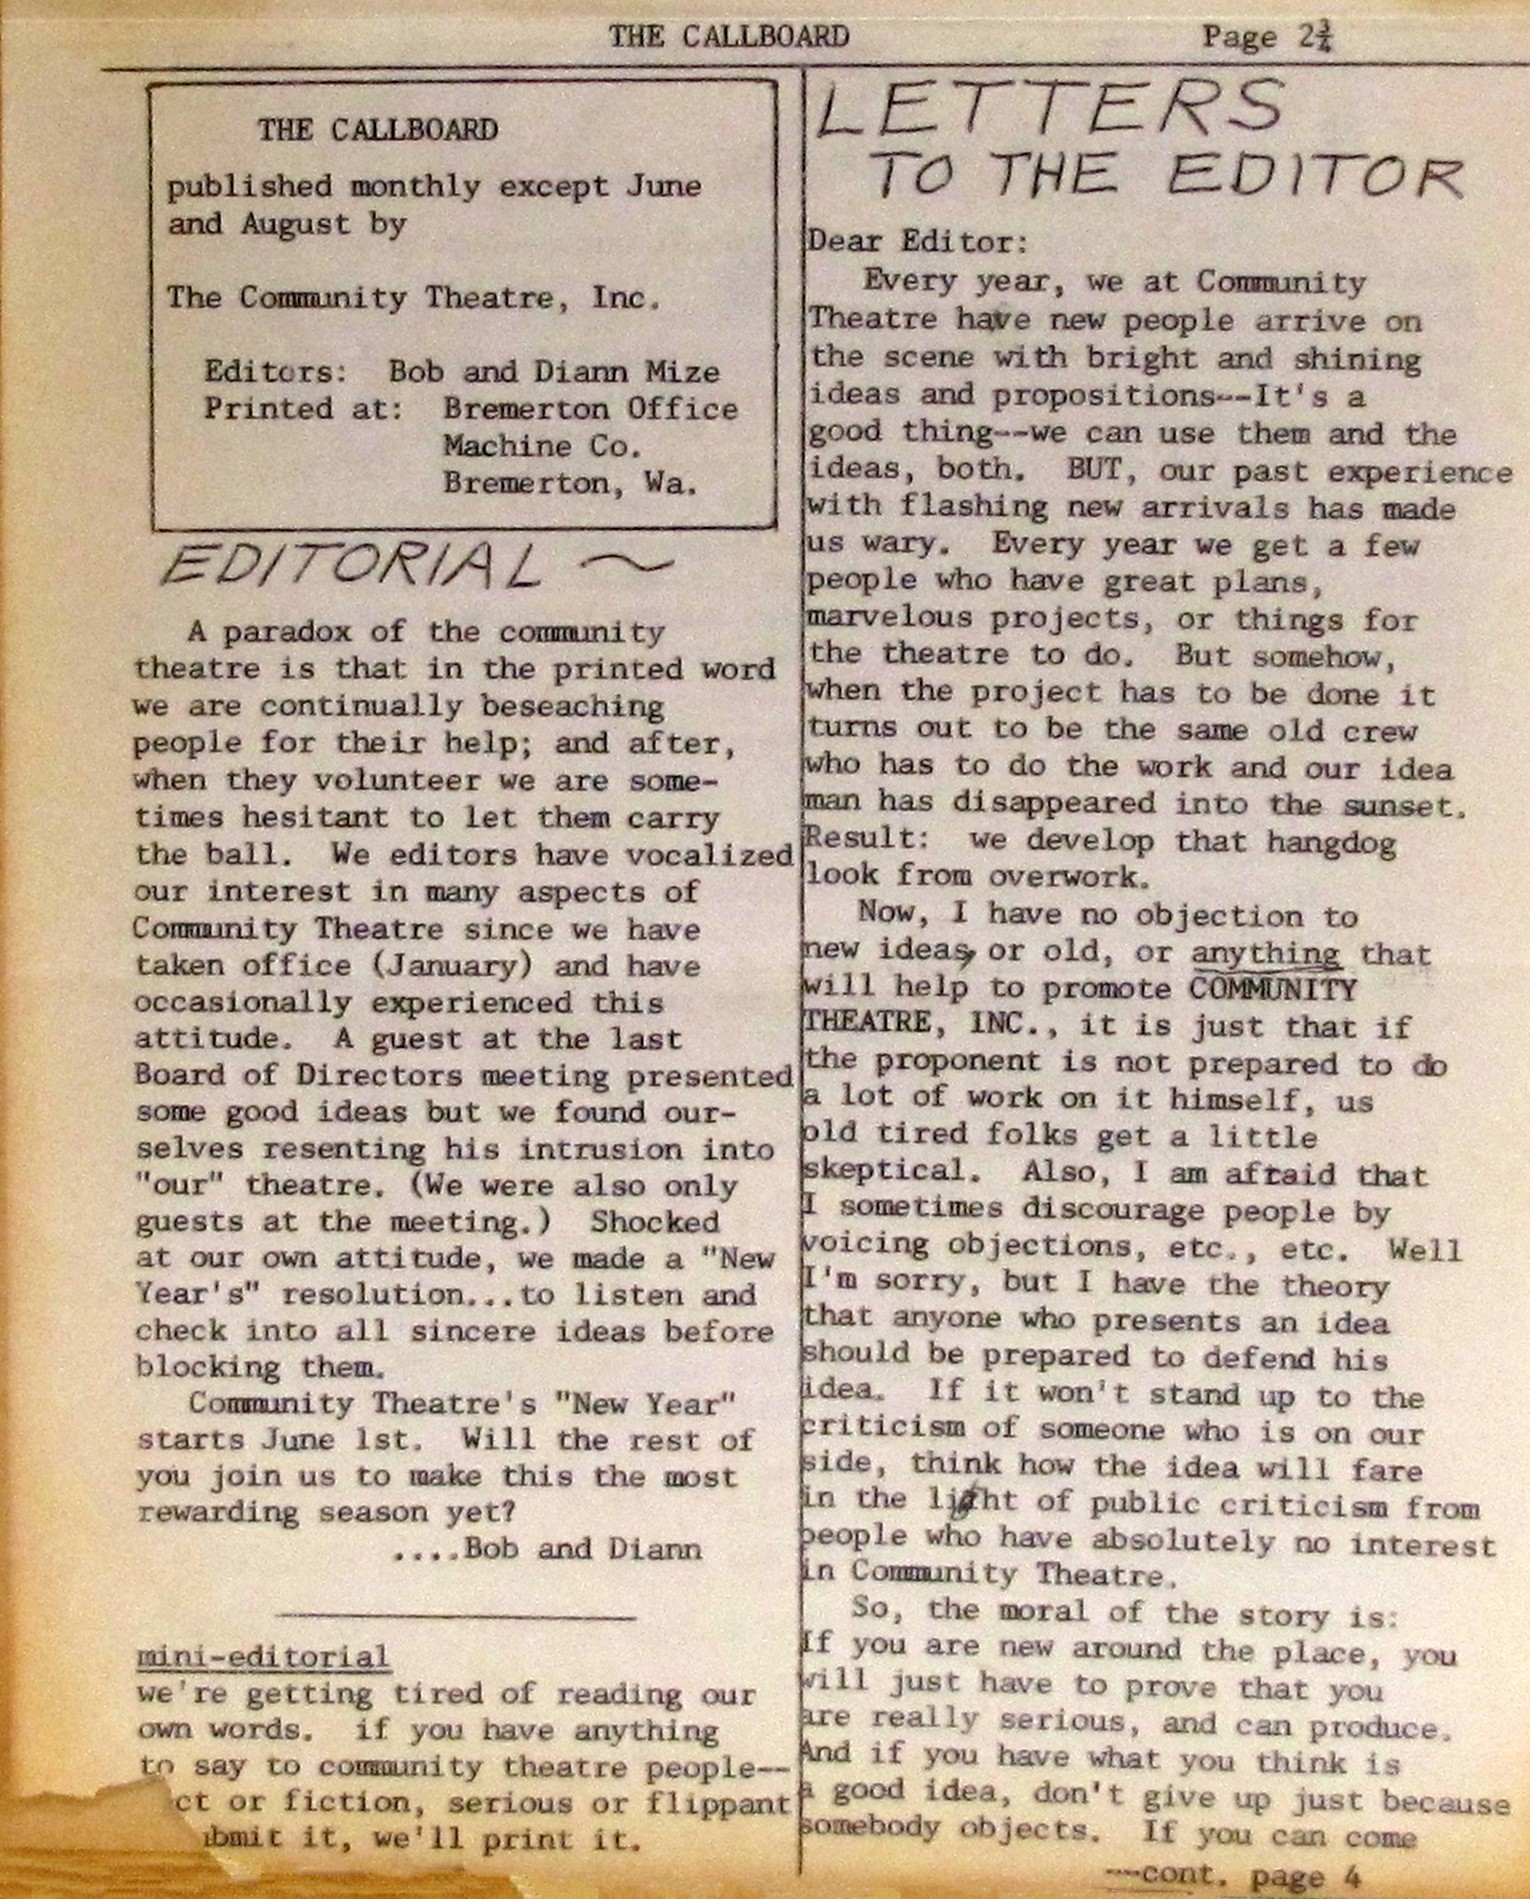 THE CALLBOARD Page 2¾
THE CALLBOARD
published monthly except June
and August by
The Community Theatre, Inc.
Editors: Bob and Diann Mize
Printed at: Bremerton Office
Machine Co.
Bremerton, Wa.
EDITORIAL ~
A paradox of the community
theatre is that in the printed word
we are continually beseaching
people for their help; and after,
when they volunteer we are some-
times hesitant to let them carry
the ball. We editors have vocalized
our interest in many aspects of
Community Theatre since we have
taken office (January) and have
occasionally experienced this
attitude. A guest at the last
Board of Directors meeting presented
some good ideas but we found our-
selves resenting his intrusion into
"our" theatre. (We were also only
guests at the meeting.) Shocked
at our own attitude, we made a "New
Year's" resolution...to listen and
check into all sincere ideas before
blocking them.
Community Theatre's "New Year"
starts June 1st. Will the rest of
you join us to make this the most
rewarding season yet?
....Bob and Diann
mini-editorial
we're getting tired of reading our
own words. if you have anything
to say to community theatre people--
ct or fiction, serious or flippant
bmit it, we'll print it.
LETTERS
TO THE EDITOR
Dear Editor:
Every year, we at Community
Theatre have new people arrive on
the scene with bright and shining
ideas and propositions--It's a
good thing--we can use them and the
ideas, both. BUT, our past experience
with flashing new arrivals has made
us wary. Every year we get a few
people who have great plans,
marvelous projects, or things for
the theatre to do. But somehow,
when the project has to be done it
turns out to be the same old crew
who has to do the work and our idea
man has disappeared into the sunset.
Result: we develop that hangdog
look from overwork.
Now, I have no objection to
new ideas, or old, or anything that
will help to promote COMMUNITY
THEATRE, INC., it is just that if
the proponent is not prepared to do
a lot of work on it himself, us
old tired folks get a little
skeptical. Also, I am afraid that
I sometimes discourage people by
voicing objections, etc., etc. Well
I'm sorry, but I have the theory
that anyone who presents an idea
should be prepared to defend his
idea. If it won't stand up to the
criticism of someone who is on our
side, think how the idea will fare
in the light of public criticism from
people who have absolutely no interest
in Community Theatre.
So, the moral of the story is:
If you are new around the place, you
will just have to prove that you
are really serious, and can produce.
And if you have what you think is
a good idea, don't give up just because
somebody objects. If you can come
--cont. page 4